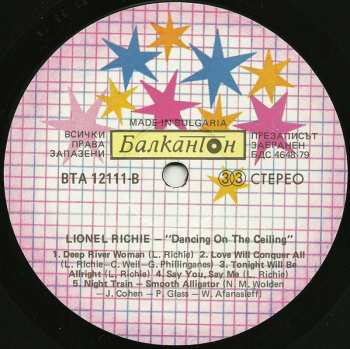 MADE IN BULGARIA
ВСИЧКИ ПРАВА ЗАПАЗЕНИ
Балкантон
ПРЕЗАПИСЪТ ЗАБРАНЕН БДС 4648-79
ВТА 12111-В
33 СТЕРЕО
LIONEL RICHIE – "Dancing On The Ceiling"
1. Deep River Woman (L. Richie) 2. Love Will Conquer All
(L. Richie - C. Weil - G. Phillinganes) 3. Tonight Will Be
Allright (L. Richie) 4. Say You, Say Me (L. Richie)
5. Night Train – Smooth Alligator (N. M. Wolden
- J. Cohen - P. Glass - W. Afanasieff)